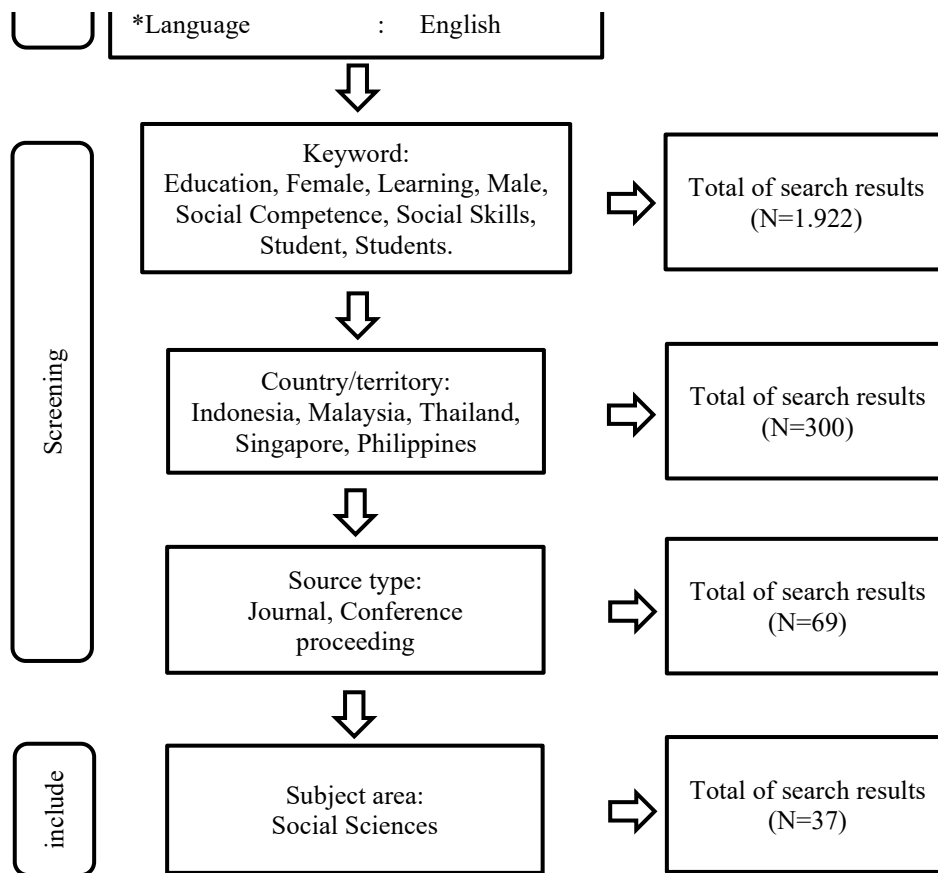 *Language : English
Screening
Keyword:
Education, Female, Learning, Male,
Social Competence, Social Skills,
Student, Students.
Total of search results
(N=1.922)
Country/territory:
Indonesia, Malaysia, Thailand,
Singapore, Philippines
Total of search results
(N=300)
Source type:
Journal, Conference
proceeding
Total of search results
(N=69)
include
Subject area:
Social Sciences
Total of search results
(N=37)